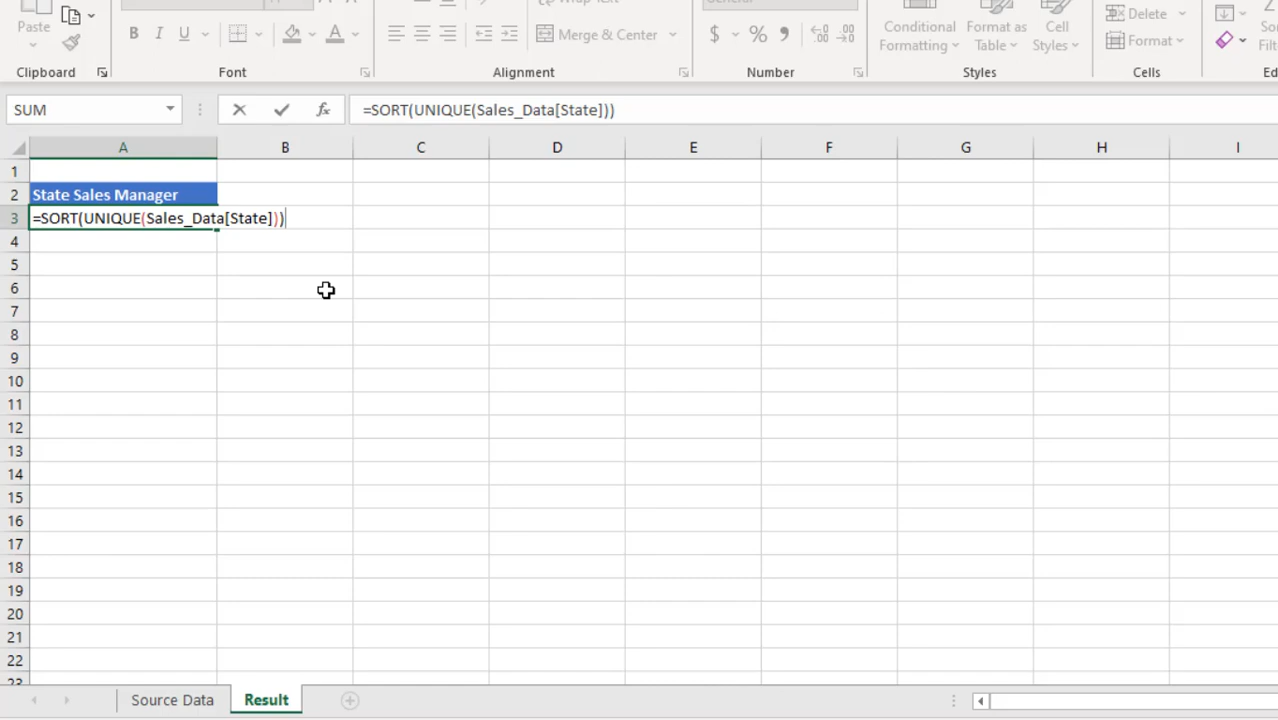 Paste
B I U A
Merge & Center
$ %
Conditional
Formatting
Format as
Table
Cell
Styles
Delete
Format
Clipboard Font Alignment Number Styles Cells
SUM fx =SORT(UNIQUE(Sales_Data[State]))
A B C D E F G H I
1
2 State Sales Manager
3 =SORT(UNIQUE(Sales_Data[State]))
4
5
6
7
8
9
10
11
12
13
14
15
16
17
18
19
20
21
22
23
Source Data Result